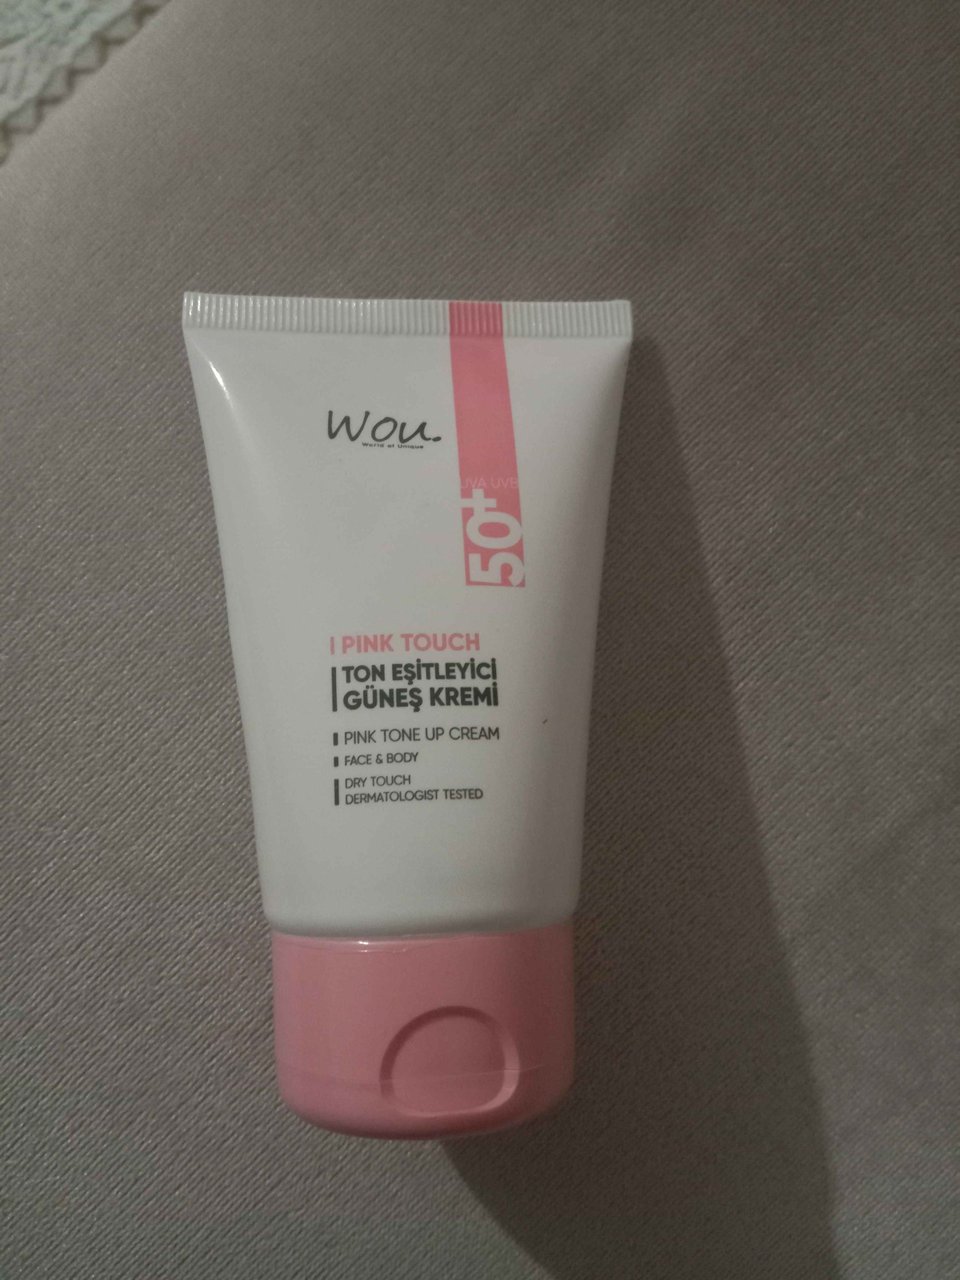 Wou.
World of Unique
UVA UVB
50+
PINK TOUCH
TON EŞİTLEYİCİ
GÜNEŞ KREMİ
PINK TONE UP CREAM
FACE & BODY
DRY TOUCH
DERMATOLOGIST TESTED